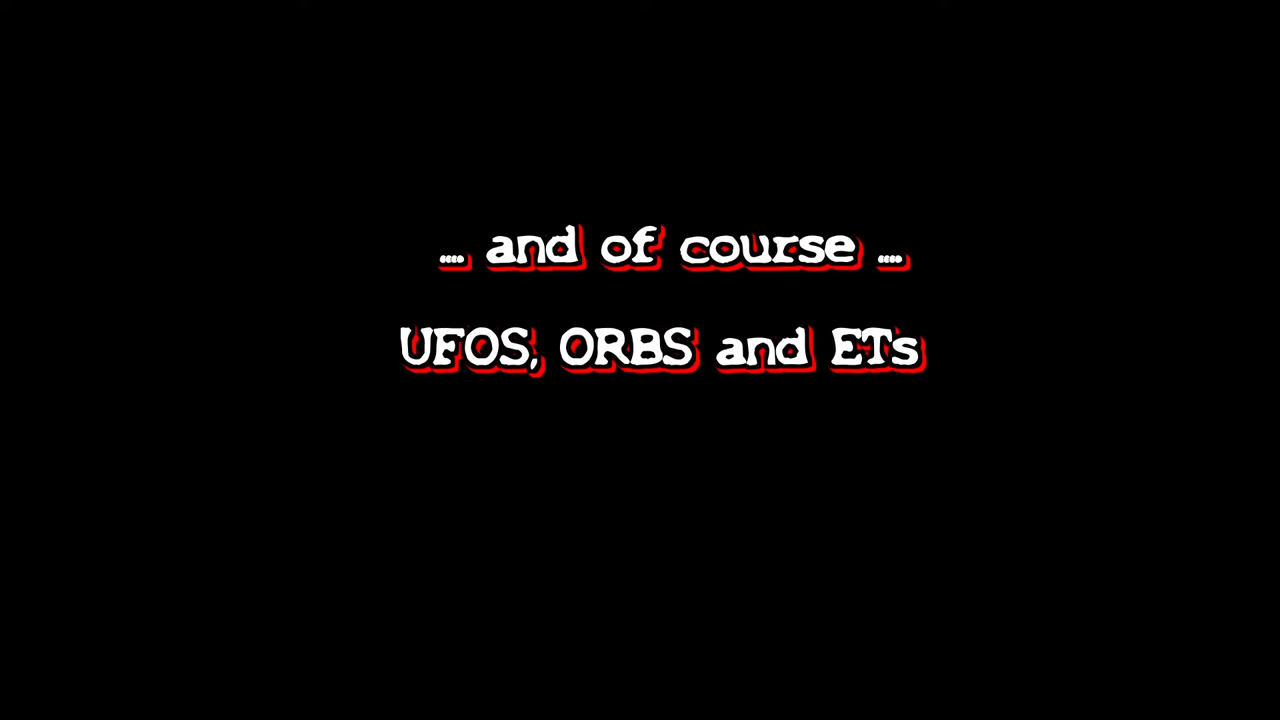 .... and of course ....
UFOS, ORBS and ETs